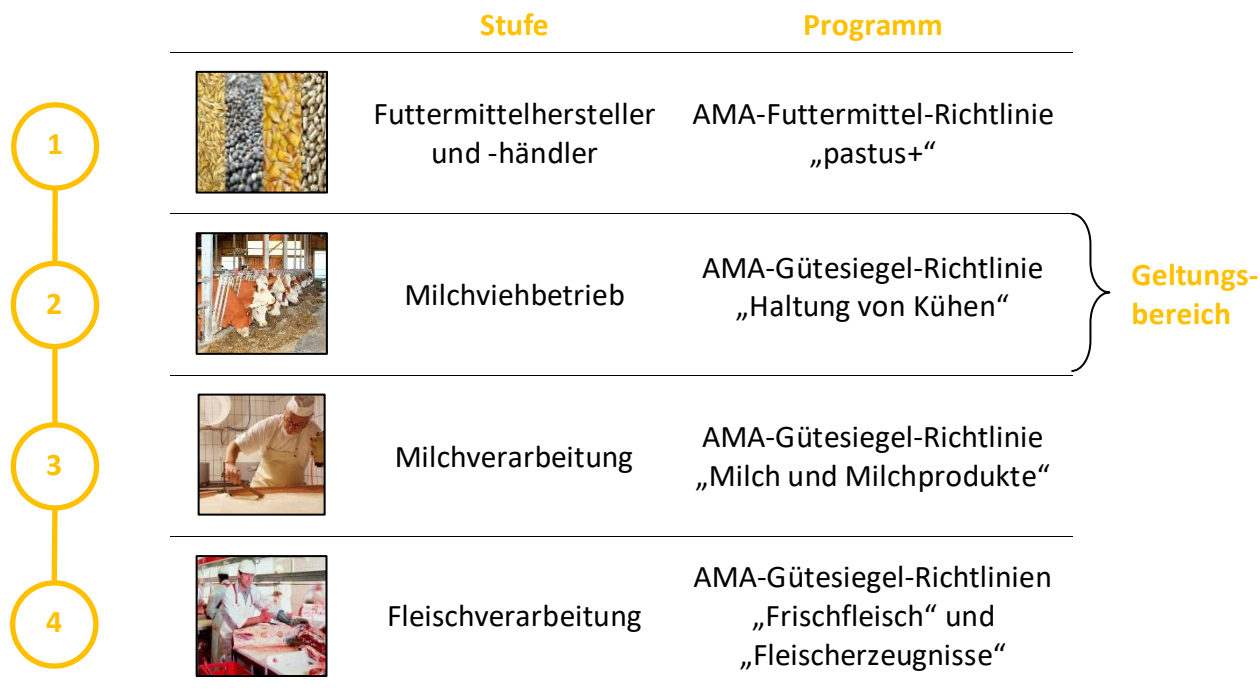 Stufe
Programm
1
Futtermittelhersteller
und -händler
AMA-Futtermittel-Richtlinie
„pastus+“
2
Milchviehbetrieb
AMA-Gütesiegel-Richtlinie
„Haltung von Kühen“
Geltungs-
bereich
3
Milchverarbeitung
AMA-Gütesiegel-Richtlinie
„Milch und Milchprodukte“
4
Fleischverarbeitung
AMA-Gütesiegel-Richtlinien
„Frischfleisch“ und
„Fleischerzeugnisse“